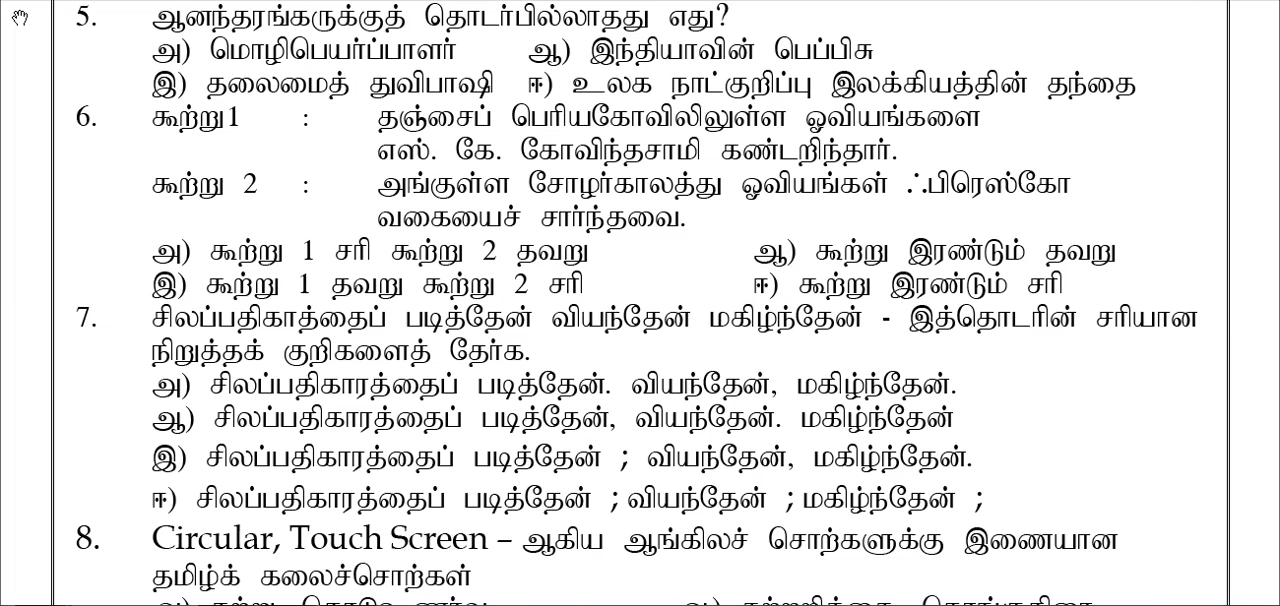 5. ஆனந்தரங்கருக்குத் தொடர்பில்லாதது எது?
அ) மொழிபெயர்ப்பாளர் ஆ) இந்தியாவின் பெப்பிசு
இ) தலைமைத் துவிபாஷி ஈ) உலக நாட்குறிப்பு இலக்கியத்தின் தந்தை
6. கூற்று1 : தஞ்சைப் பெரியகோவிலிலுள்ள ஓவியங்களை
எஸ். கே. கோவிந்தசாமி கண்டறிந்தார்.
கூற்று 2 : அங்குள்ள சோழர்காலத்து ஓவியங்கள் ஃபிரெஸ்கோ
வகையைச் சார்ந்தவை.
அ) கூற்று 1 சரி கூற்று 2 தவறு ஆ) கூற்று இரண்டும் தவறு
இ) கூற்று 1 தவறு கூற்று 2 சரி ஈ) கூற்று இரண்டும் சரி
7. சிலப்பதிகாத்தைப் படித்தேன் வியந்தேன் மகிழ்ந்தேன் - இத்தொடரின் சரியான
நிறுத்தக் குறிகளைத் தேர்க.
அ) சிலப்பதிகாரத்தைப் படித்தேன். வியந்தேன், மகிழ்ந்தேன்.
ஆ) சிலப்பதிகாரத்தைப் படித்தேன், வியந்தேன். மகிழ்ந்தேன்
இ) சிலப்பதிகாரத்தைப் படித்தேன் ; வியந்தேன், மகிழ்ந்தேன்.
ஈ) சிலப்பதிகாரத்தைப் படித்தேன் ; வியந்தேன் ; மகிழ்ந்தேன் ;
8. Circular, Touch Screen – ஆகிய ஆங்கிலச் சொற்களுக்கு இணையான
தமிழ்க் கலைச்சொற்கள்